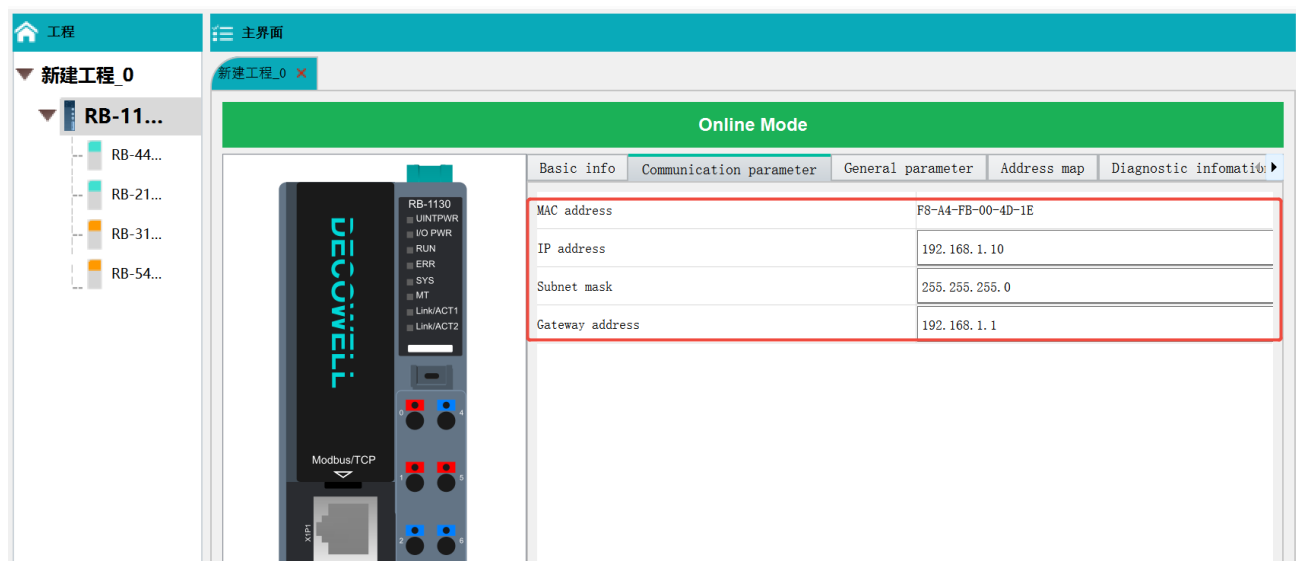 工程
主界面
新建工程_0
新建工程_0
RB-11...
RB-44...
RB-21...
RB-31...
RB-54...
Online Mode
Basic info
Communication parameter
General parameter
Address map
Diagnostic infomation
MAC address
F8-A4-FB-00-4D-1E
IP address
192.168.1.10
Subnet mask
255.255.255.0
Gateway address
192.168.1.1
RB-1130
UINTPWR
I/O PWR
RUN
ERR
SYS
MT
Link/ACT1
Link/ACT2
DECOWELL
0
4
1
5
2
6
Modbus/TCP
X1P1